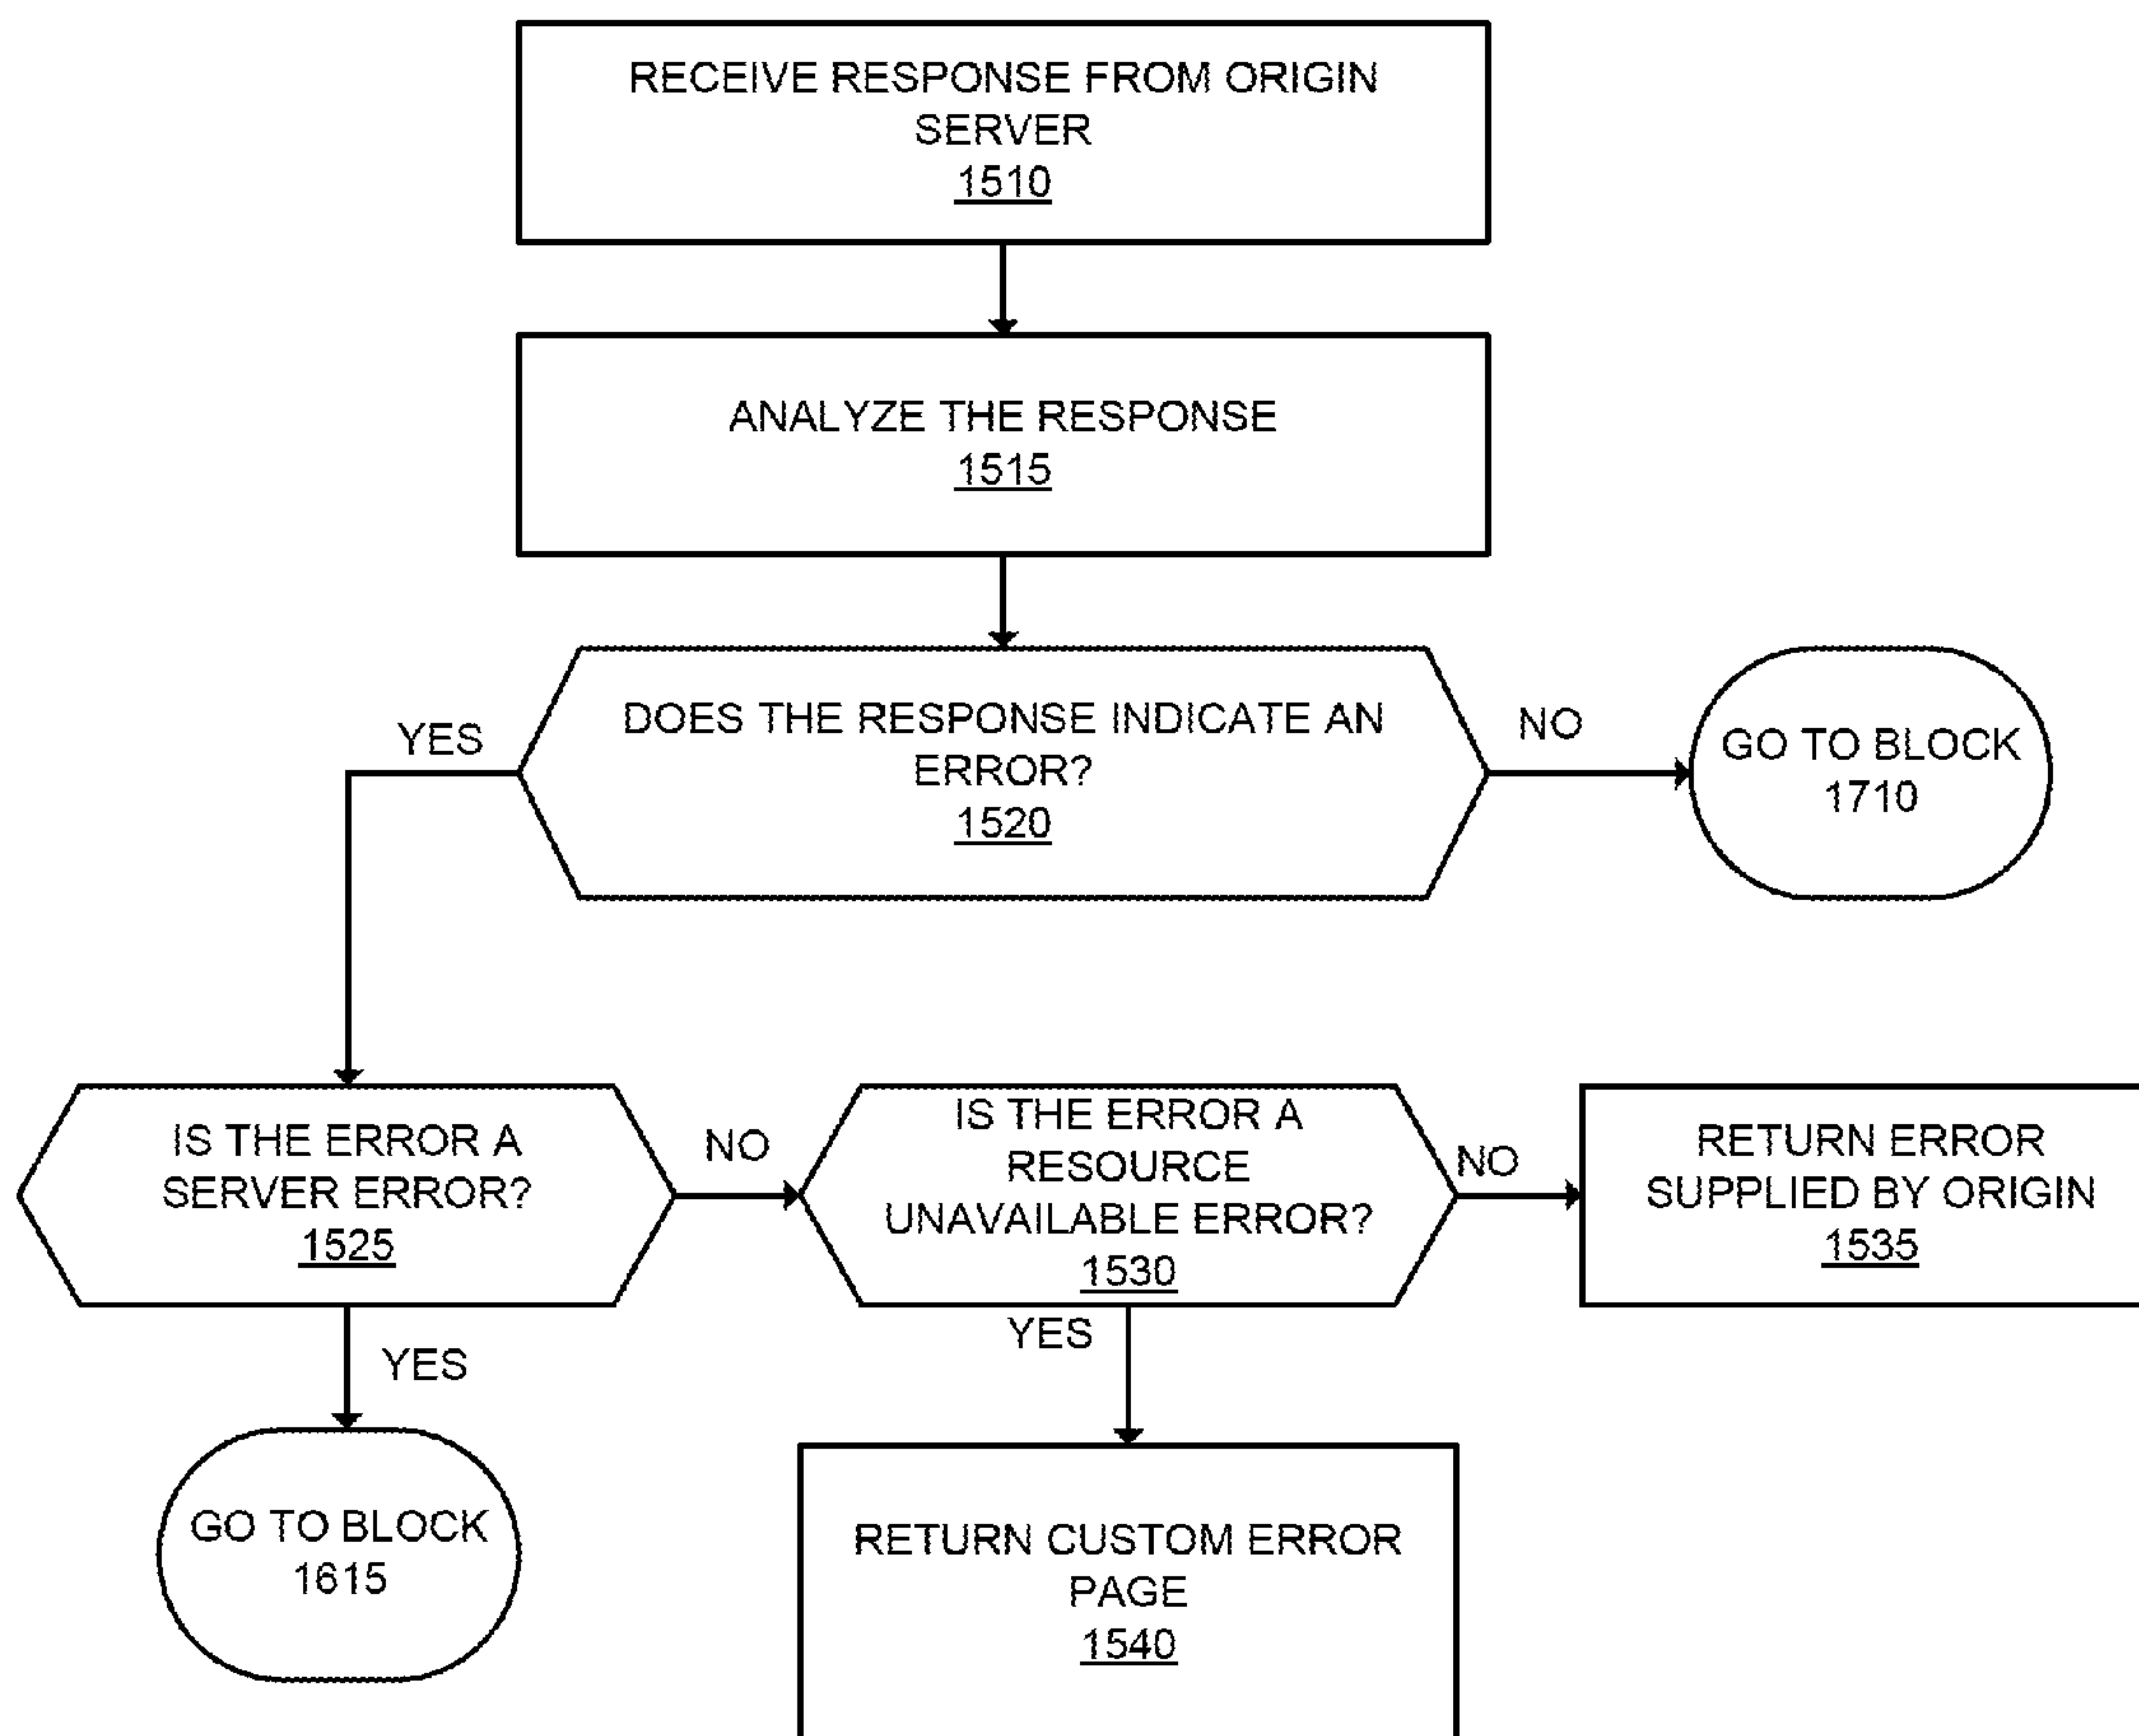 RECEIVE RESPONSE FROM ORIGIN
SERVER
1510
ANALYZE THE RESPONSE
1515
DOES THE RESPONSE INDICATE AN
ERROR?
1520
YES
NO
GO TO BLOCK
1710
IS THE ERROR A
SERVER ERROR?
1525
NO
IS THE ERROR A
RESOURCE
UNAVAILABLE ERROR?
1530
NO
RETURN ERROR
SUPPLIED BY ORIGIN
1535
YES
GO TO BLOCK
1615
YES
RETURN CUSTOM ERROR
PAGE
1540